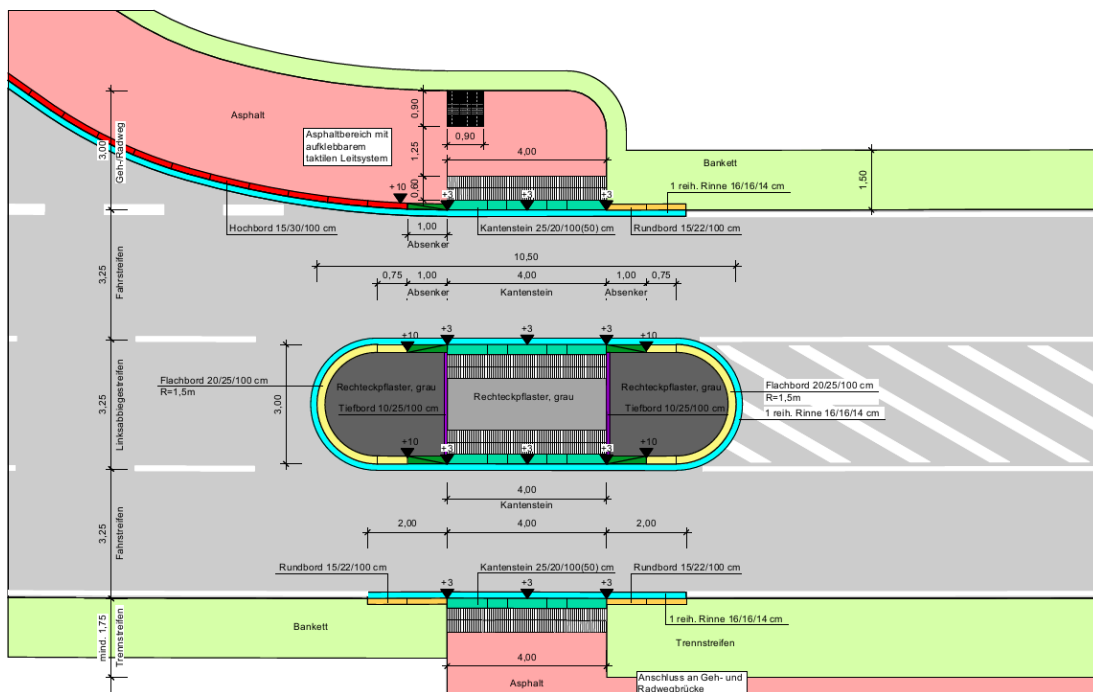 Asphalt
Asphaltbereich mit
aufklebbarem
taktilen Leitsystem
0,90
0,90
1,25
4,00
0,60
+10
+3
+3
+3
Bankett
1 reih. Rinne 16/16/14 cm
1,50
3,00
Geh-/Radweg
Hochbord 15/30/100 cm
1,00
Absenker
Kantenstein 25/20/100(50) cm
Rundbord 15/22/100 cm
10,50
0,75
1,00
4,00
1,00
0,75
Absenker
Kantenstein
Absenker
3,25
Fahrstreifen
+10
+3
+3
+3
+10
Flachbord 20/25/100 cm
R=1,5m
3,00
Rechteckpflaster, grau
Tiefbord 10/25/100 cm
Rechteckpflaster, grau
Rechteckpflaster, grau
Tiefbord 10/25/100 cm
Flachbord 20/25/100 cm
R=1,5m
1 reih. Rinne 16/16/14 cm
3,25
Linksabbiegestreifen
+10
+3
+3
+3
+10
4,00
Kantenstein
2,00
4,00
2,00
3,25
Fahrstreifen
Rundbord 15/22/100 cm
Kantenstein 25/20/100(50) cm
Rundbord 15/22/100 cm
+3
+3
+3
1 reih. Rinne 16/16/14 cm
Bankett
Trennstreifen
mind. 1,75
Trennstreifen
4,00
Asphalt
Anschluss an Geh- und
Radwegbrücke